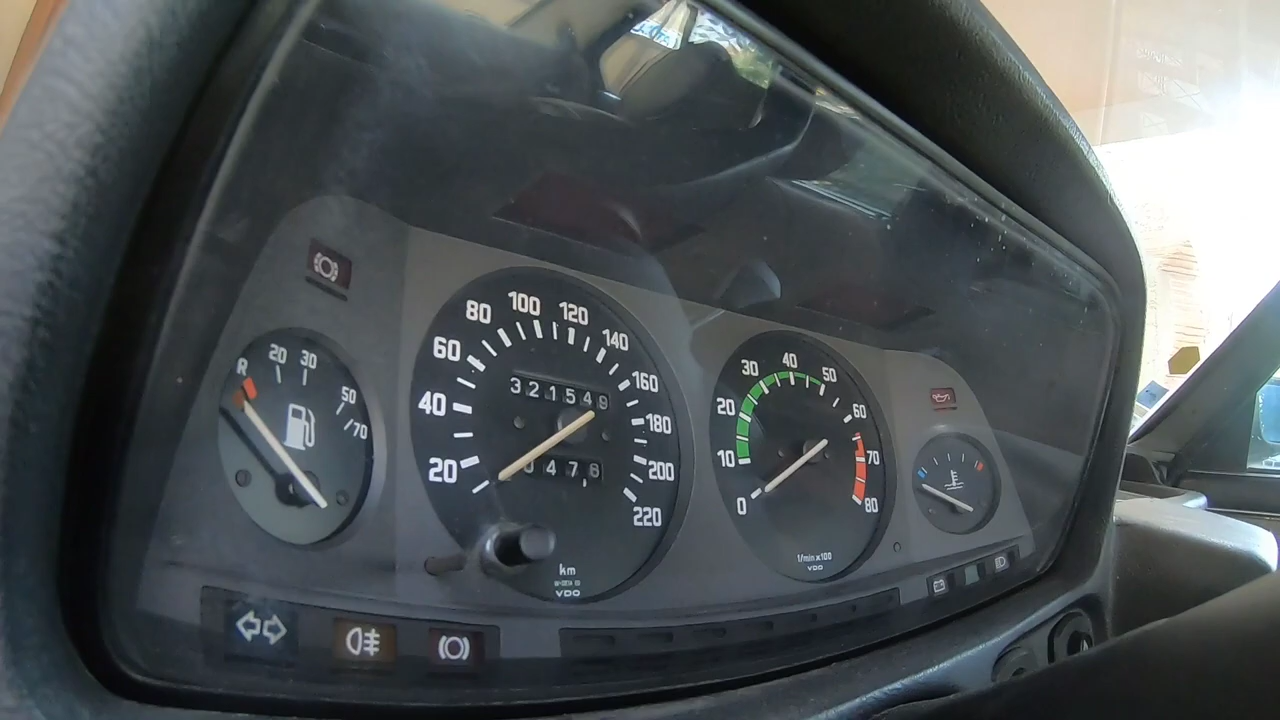 R 20 30 50 /70
20 40 60 80 100 120 140 160 180 200 220
321549
0476
km
VDO
0 10 20 30 40 50 60 70 80
1/min.x100
VDO